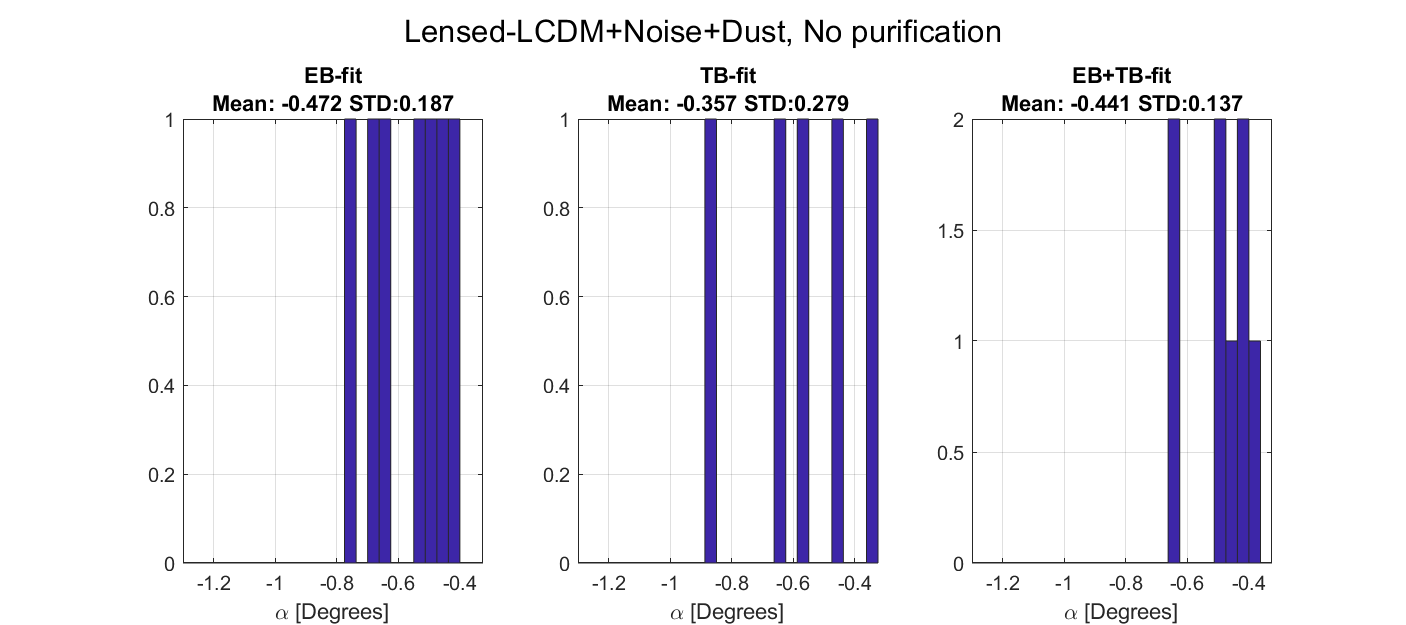 Lensed-LCDM+Noise+Dust, No purification
EB-fit
Mean: -0.472 STD:0.187
1
0.8
0.6
0.4
0.2
0
-1.2 -1 -0.8 -0.6 -0.4
α [Degrees]
TB-fit
Mean: -0.357 STD:0.279
1
0.8
0.6
0.4
0.2
0
-1.2 -1 -0.8 -0.6 -0.4
α [Degrees]
EB+TB-fit
Mean: -0.441 STD:0.137
2
1.5
1
0.5
0
-1.2 -1 -0.8 -0.6 -0.4
α [Degrees]